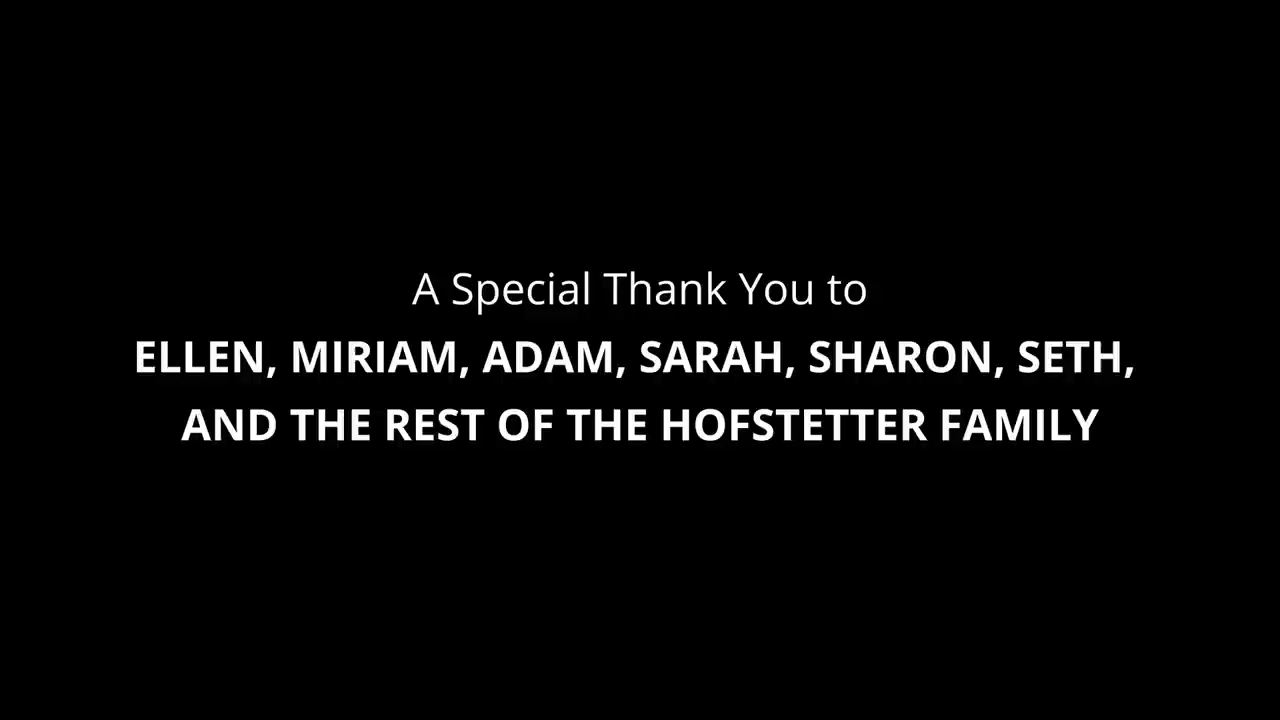 A Special Thank You to
ELLEN, MIRIAM, ADAM, SARAH, SHARON, SETH,
AND THE REST OF THE HOFSTETTER FAMILY